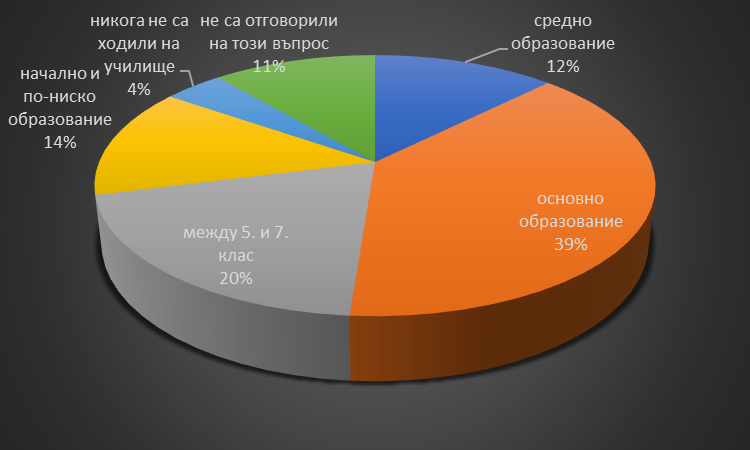 никога не са
ходили на
училище
4%
не са отговорили
на този въпрос
11%
средно
образование
12%
начално и
по-ниско
образование
14%
основно
образование
39%
между 5. и 7.
клас
20%